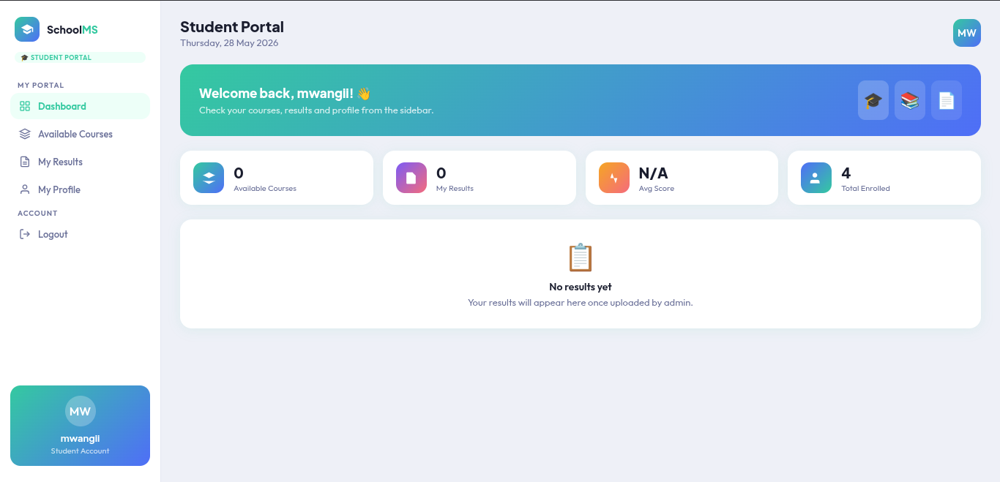 SchoolMS
🎓 STUDENT PORTAL
MY PORTAL
Dashboard
Available Courses
My Results
My Profile
ACCOUNT
Logout
MW
mwangiI
Student Account
Student Portal
Thursday, 28 May 2026
MW
Welcome back, mwangiI! 👋
Check your courses, results and profile from the sidebar.
0
Available Courses
0
My Results
N/A
Avg Score
4
Total Enrolled
No results yet
Your results will appear here once uploaded by admin.